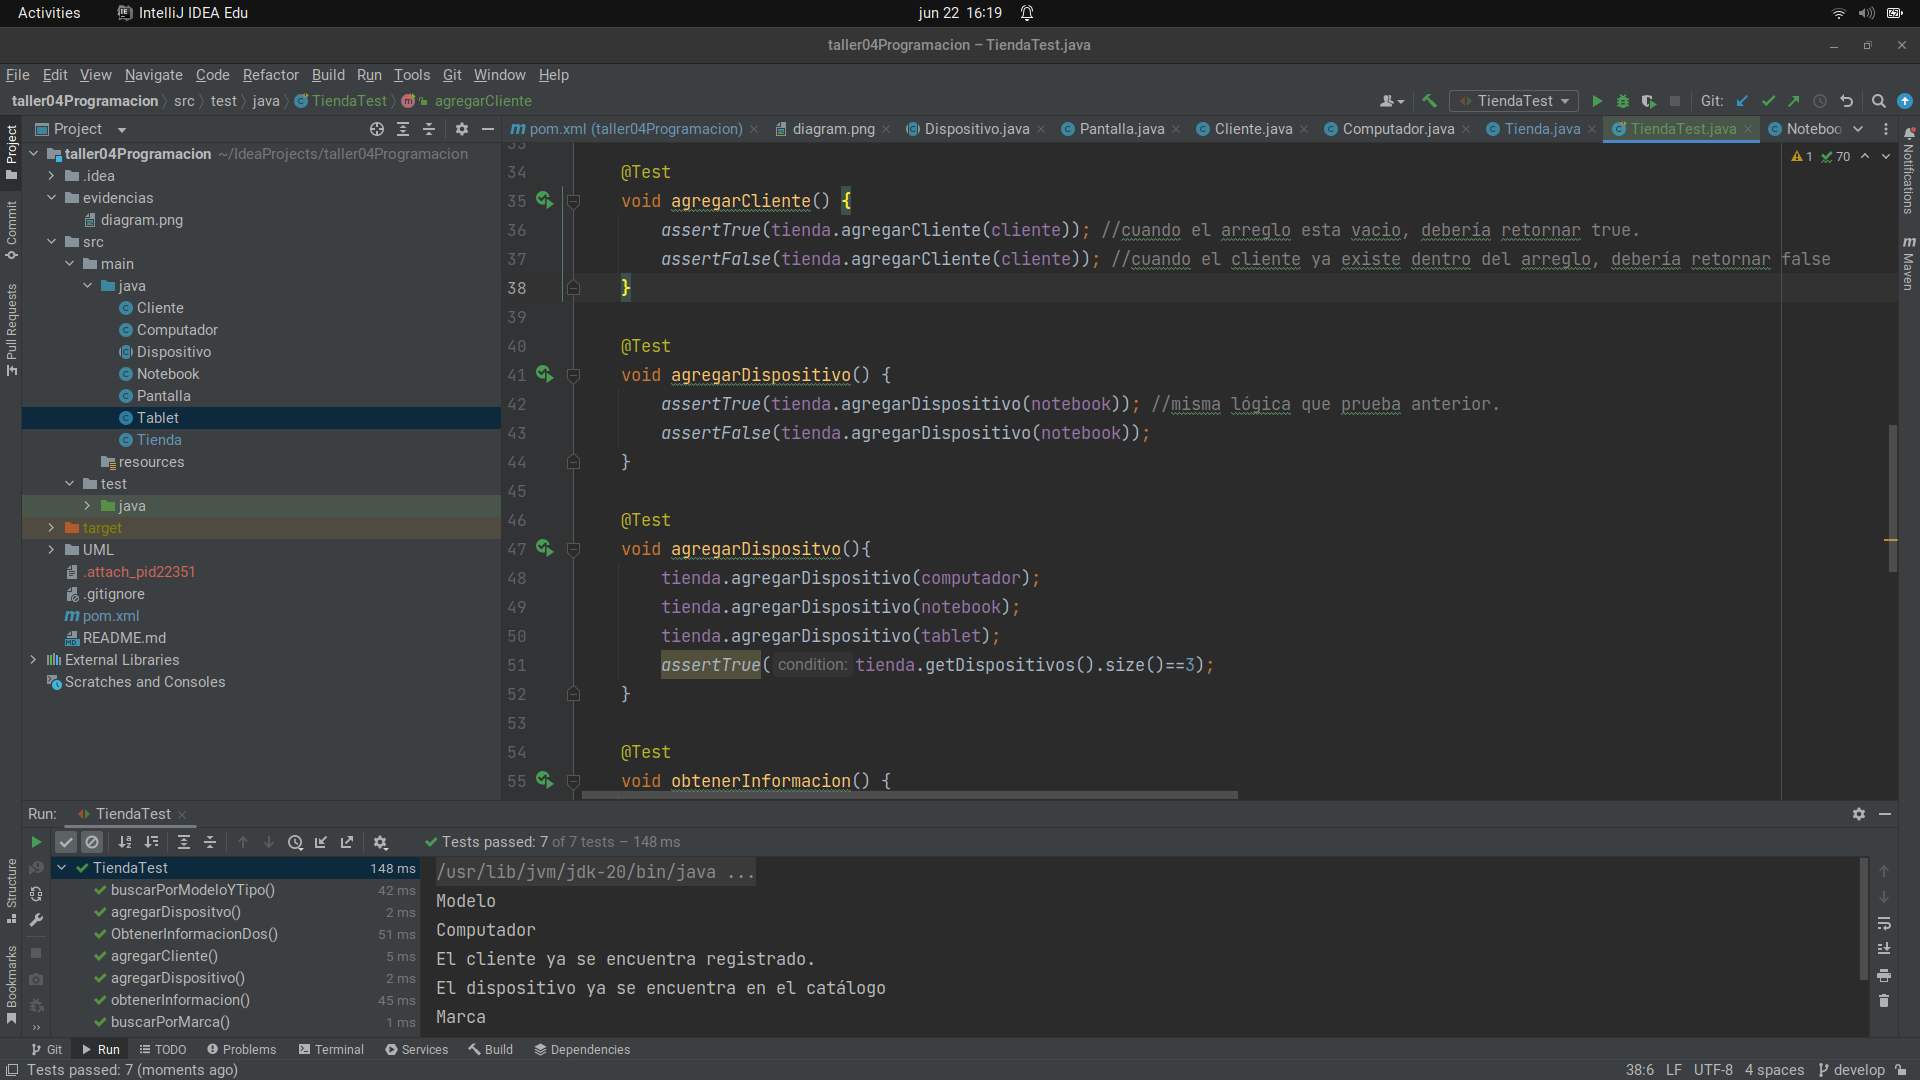 Activities IntelliJ IDEA Edu jun 22 16:19
taller04Programacion – TiendaTest.java
File Edit View Navigate Code Refactor Build Run Tools Git Window Help
taller04Programacion src test java TiendaTest agregarCliente TiendaTest Git:
Project
pom.xml (taller04Programacion) diagram.png Dispositivo.java Pantalla.java Cliente.java Computador.java Tienda.java TiendaTest.java
taller04Programacion ~/IdeaProjects/taller04Programacion
.idea
evidencias
diagram.png
src
main
java
Cliente
Computador
Dispositivo
Notebook
Pantalla
Tablet
Tienda
resources
test
java
target
UML
.attach_pid22351
.gitignore
pom.xml
README.md
External Libraries
Scratches and Consoles
Project
Commit
Pull Requests
Structure
Bookmarks
1 70
34 @Test
35 void agregarCliente() {
36 assertTrue(tienda.agregarCliente(cliente)); //cuando el arreglo esta vacio, debería retornar true.
37 assertFalse(tienda.agregarCliente(cliente)); //cuando el cliente ya existe dentro del arreglo, debería retornar false
38 }
39
40 @Test
41 void agregarDispositivo() {
42 assertTrue(tienda.agregarDispositivo(notebook)); //misma lógica que prueba anterior.
43 assertFalse(tienda.agregarDispositivo(notebook));
44 }
45
46 @Test
47 void agregarDispositvo(){
48 tienda.agregarDispositivo(computador);
49 tienda.agregarDispositivo(notebook);
50 tienda.agregarDispositivo(tablet);
51 assertTrue( condition: tienda.getDispositivos().size()==3);
52 }
53
54 @Test
55 void obtenerInformacion() {
Notifications
Maven
Run: TiendaTest
Tests passed: 7 of 7 tests – 148 ms
TiendaTest 148 ms
buscarPorModeloYTipo() 42 ms
agregarDispositvo() 2 ms
ObtenerInformacionDos() 51 ms
agregarCliente() 5 ms
agregarDispositivo() 2 ms
obtenerInformacion() 45 ms
buscarPorMarca() 1 ms
/usr/lib/jvm/jdk-20/bin/java ...
Modelo
Computador
El cliente ya se encuentra registrado.
El dispositivo ya se encuentra en el catálogo
Marca
Git Run TODO Problems Terminal Services Build Dependencies
Tests passed: 7 (moments ago) 38:6 LF UTF-8 4 spaces develop